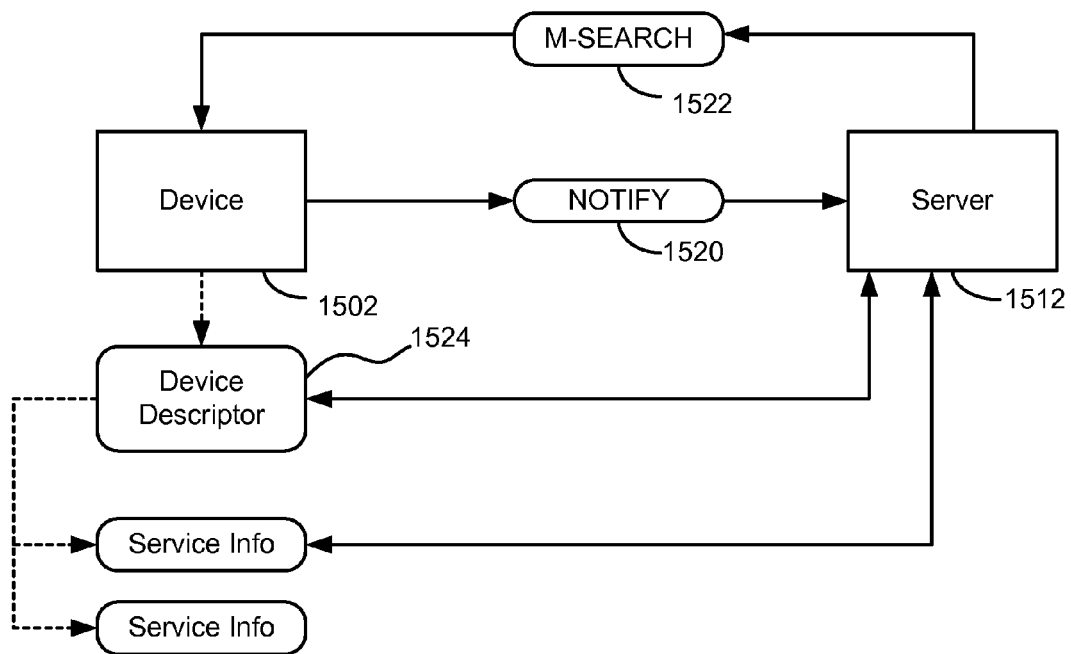 M-SEARCH
1522
Device
NOTIFY
Server
1520
1502
1512
1524
Device
Descriptor
Service Info
Service Info